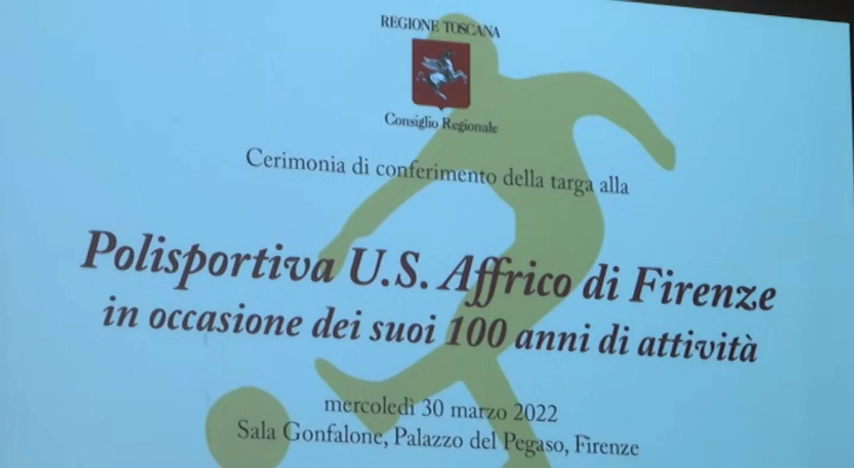 REGIONE TOSCANA
Consiglio Regionale
Cerimonia di conferimento della targa alla
Polisportiva U.S. Affrico di Firenze
in occasione dei suoi 100 anni di attività
mercoledì 30 marzo 2022
Sala Gonfalone, Palazzo del Pegaso, Firenze